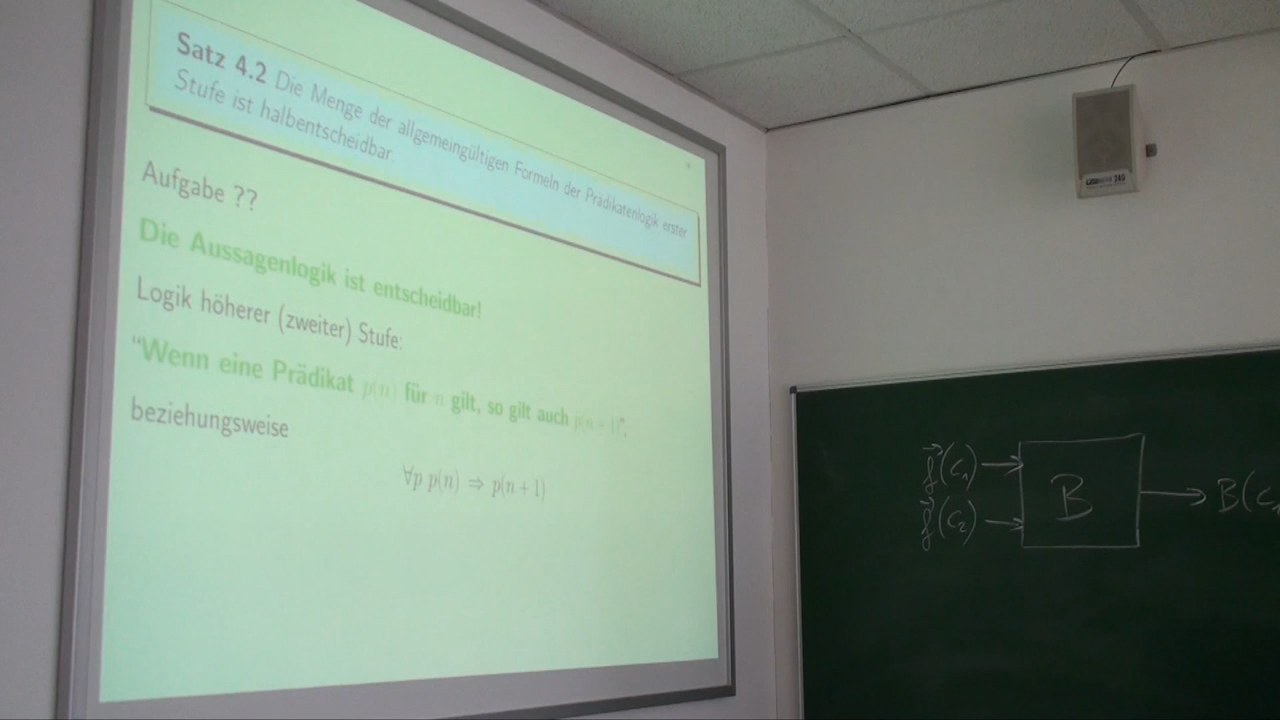 Satz 4.2 Die Menge der allgemeingültigen Formeln der Prädikatenlogik erster
Stufe ist halbentscheidbar.
Aufgabe ??
Die Aussagenlogik ist entscheidbar!
Logik höherer (zweiter) Stufe:
“Wenn eine Prädikat p(n) für n gilt, so gilt auch p(n + 1)”,
beziehungsweise
∀p p(n) ⇒ p(n + 1)
f⃗(c₁)
f⃗(c₂)
B
B(c₁